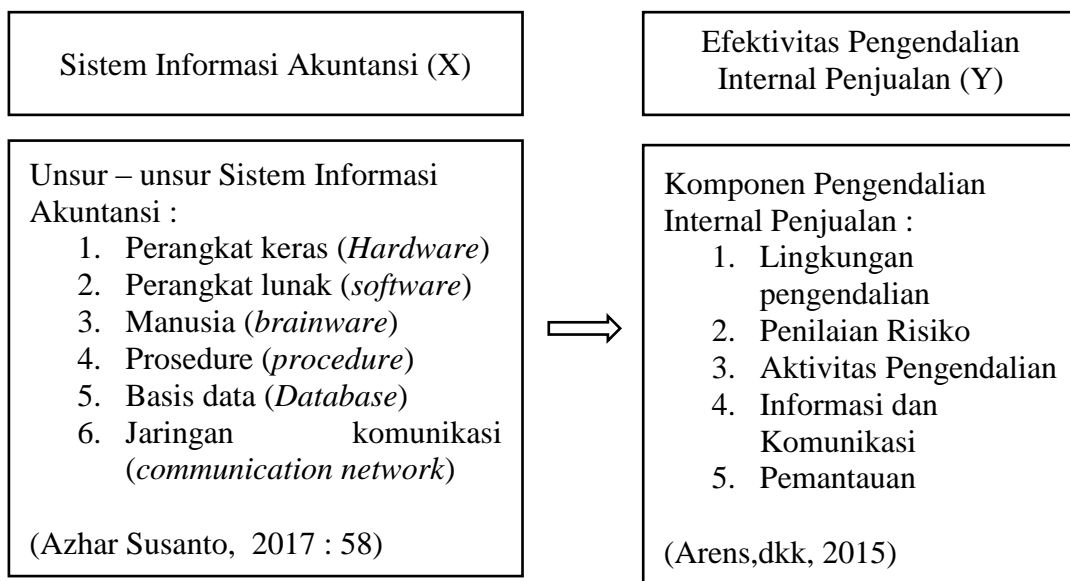 Sistem Informasi Akuntansi (X)
Efektivitas Pengendalian
Internal Penjualan (Y)
Unsur – unsur Sistem Informasi
Akuntansi :
1. Perangkat keras (Hardware)
2. Perangkat lunak (software)
3. Manusia (brainware)
4. Prosedure (procedure)
5. Basis data (Database)
6. Jaringan komunikasi
(communication network)
(Azhar Susanto, 2017 : 58)
Komponen Pengendalian
Internal Penjualan :
1. Lingkungan
pengendalian
2. Penilaian Risiko
3. Aktivitas Pengendalian
4. Informasi dan
Komunikasi
5. Pemantauan
(Arens,dkk, 2015)